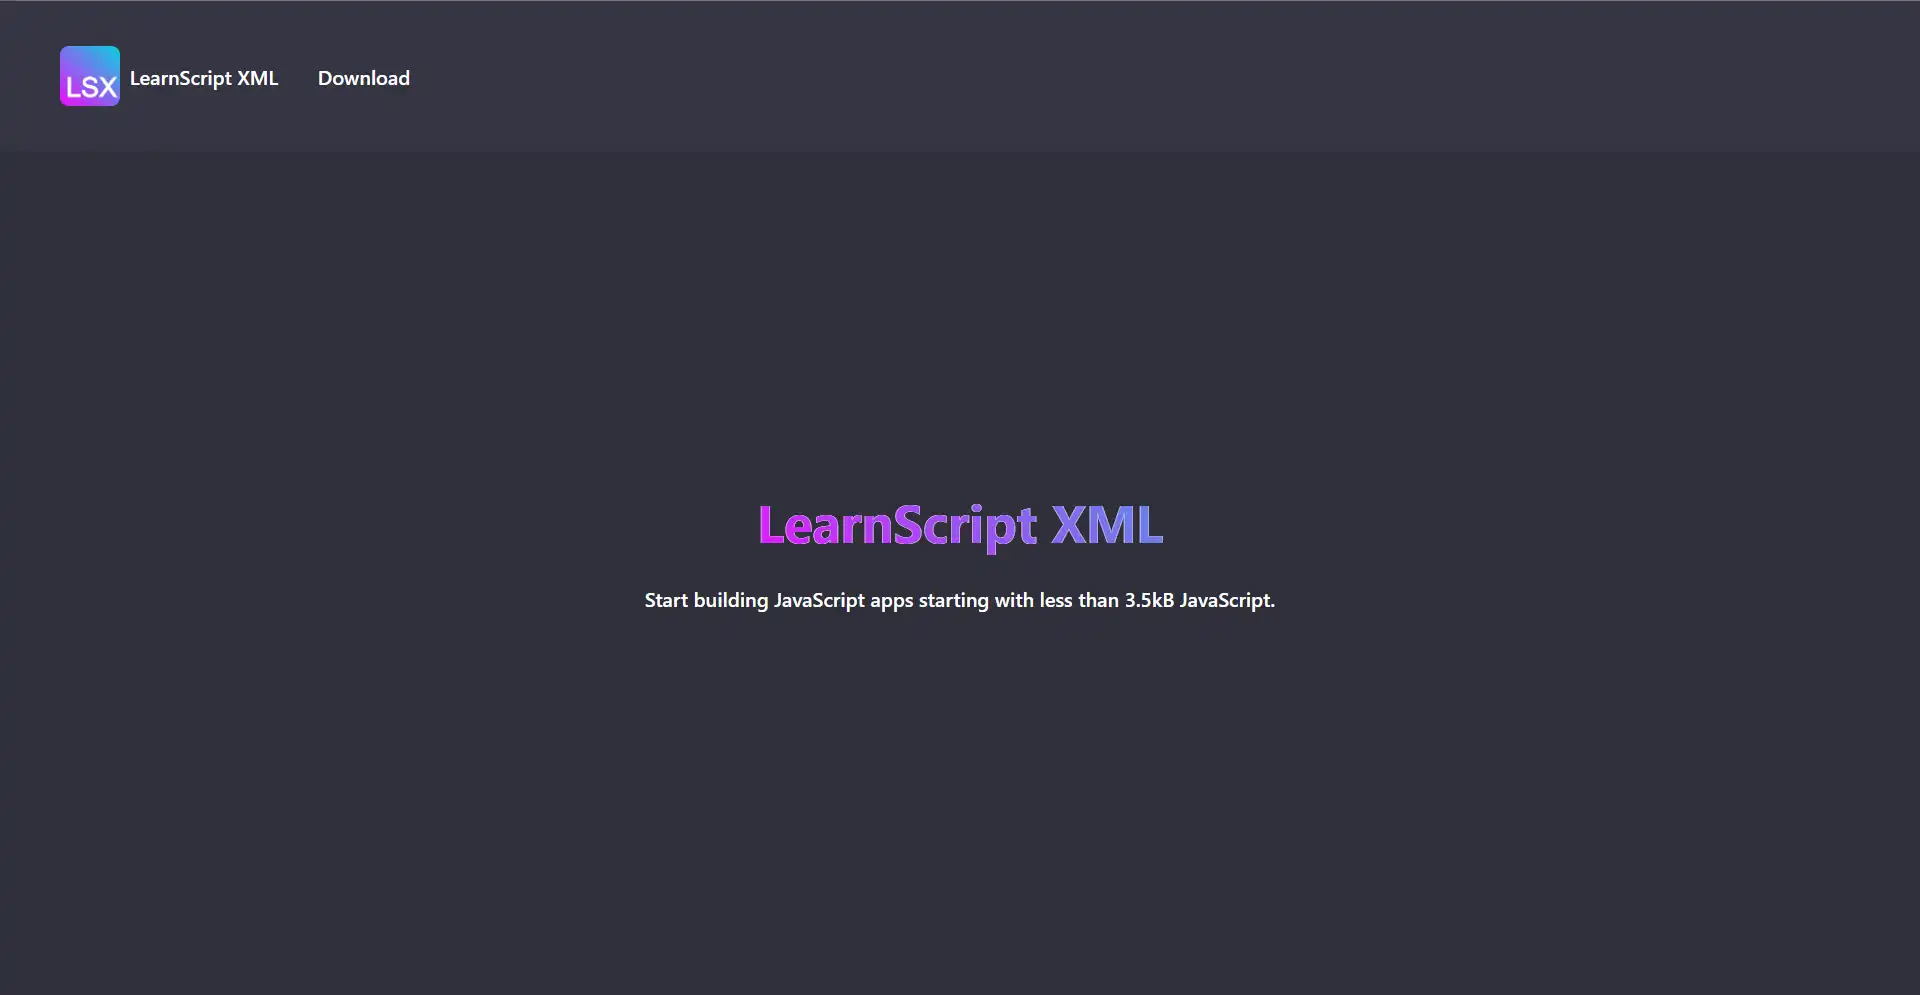 LSX LearnScript XML Download
LearnScript XML
Start building JavaScript apps starting with less than 3.5kB JavaScript.